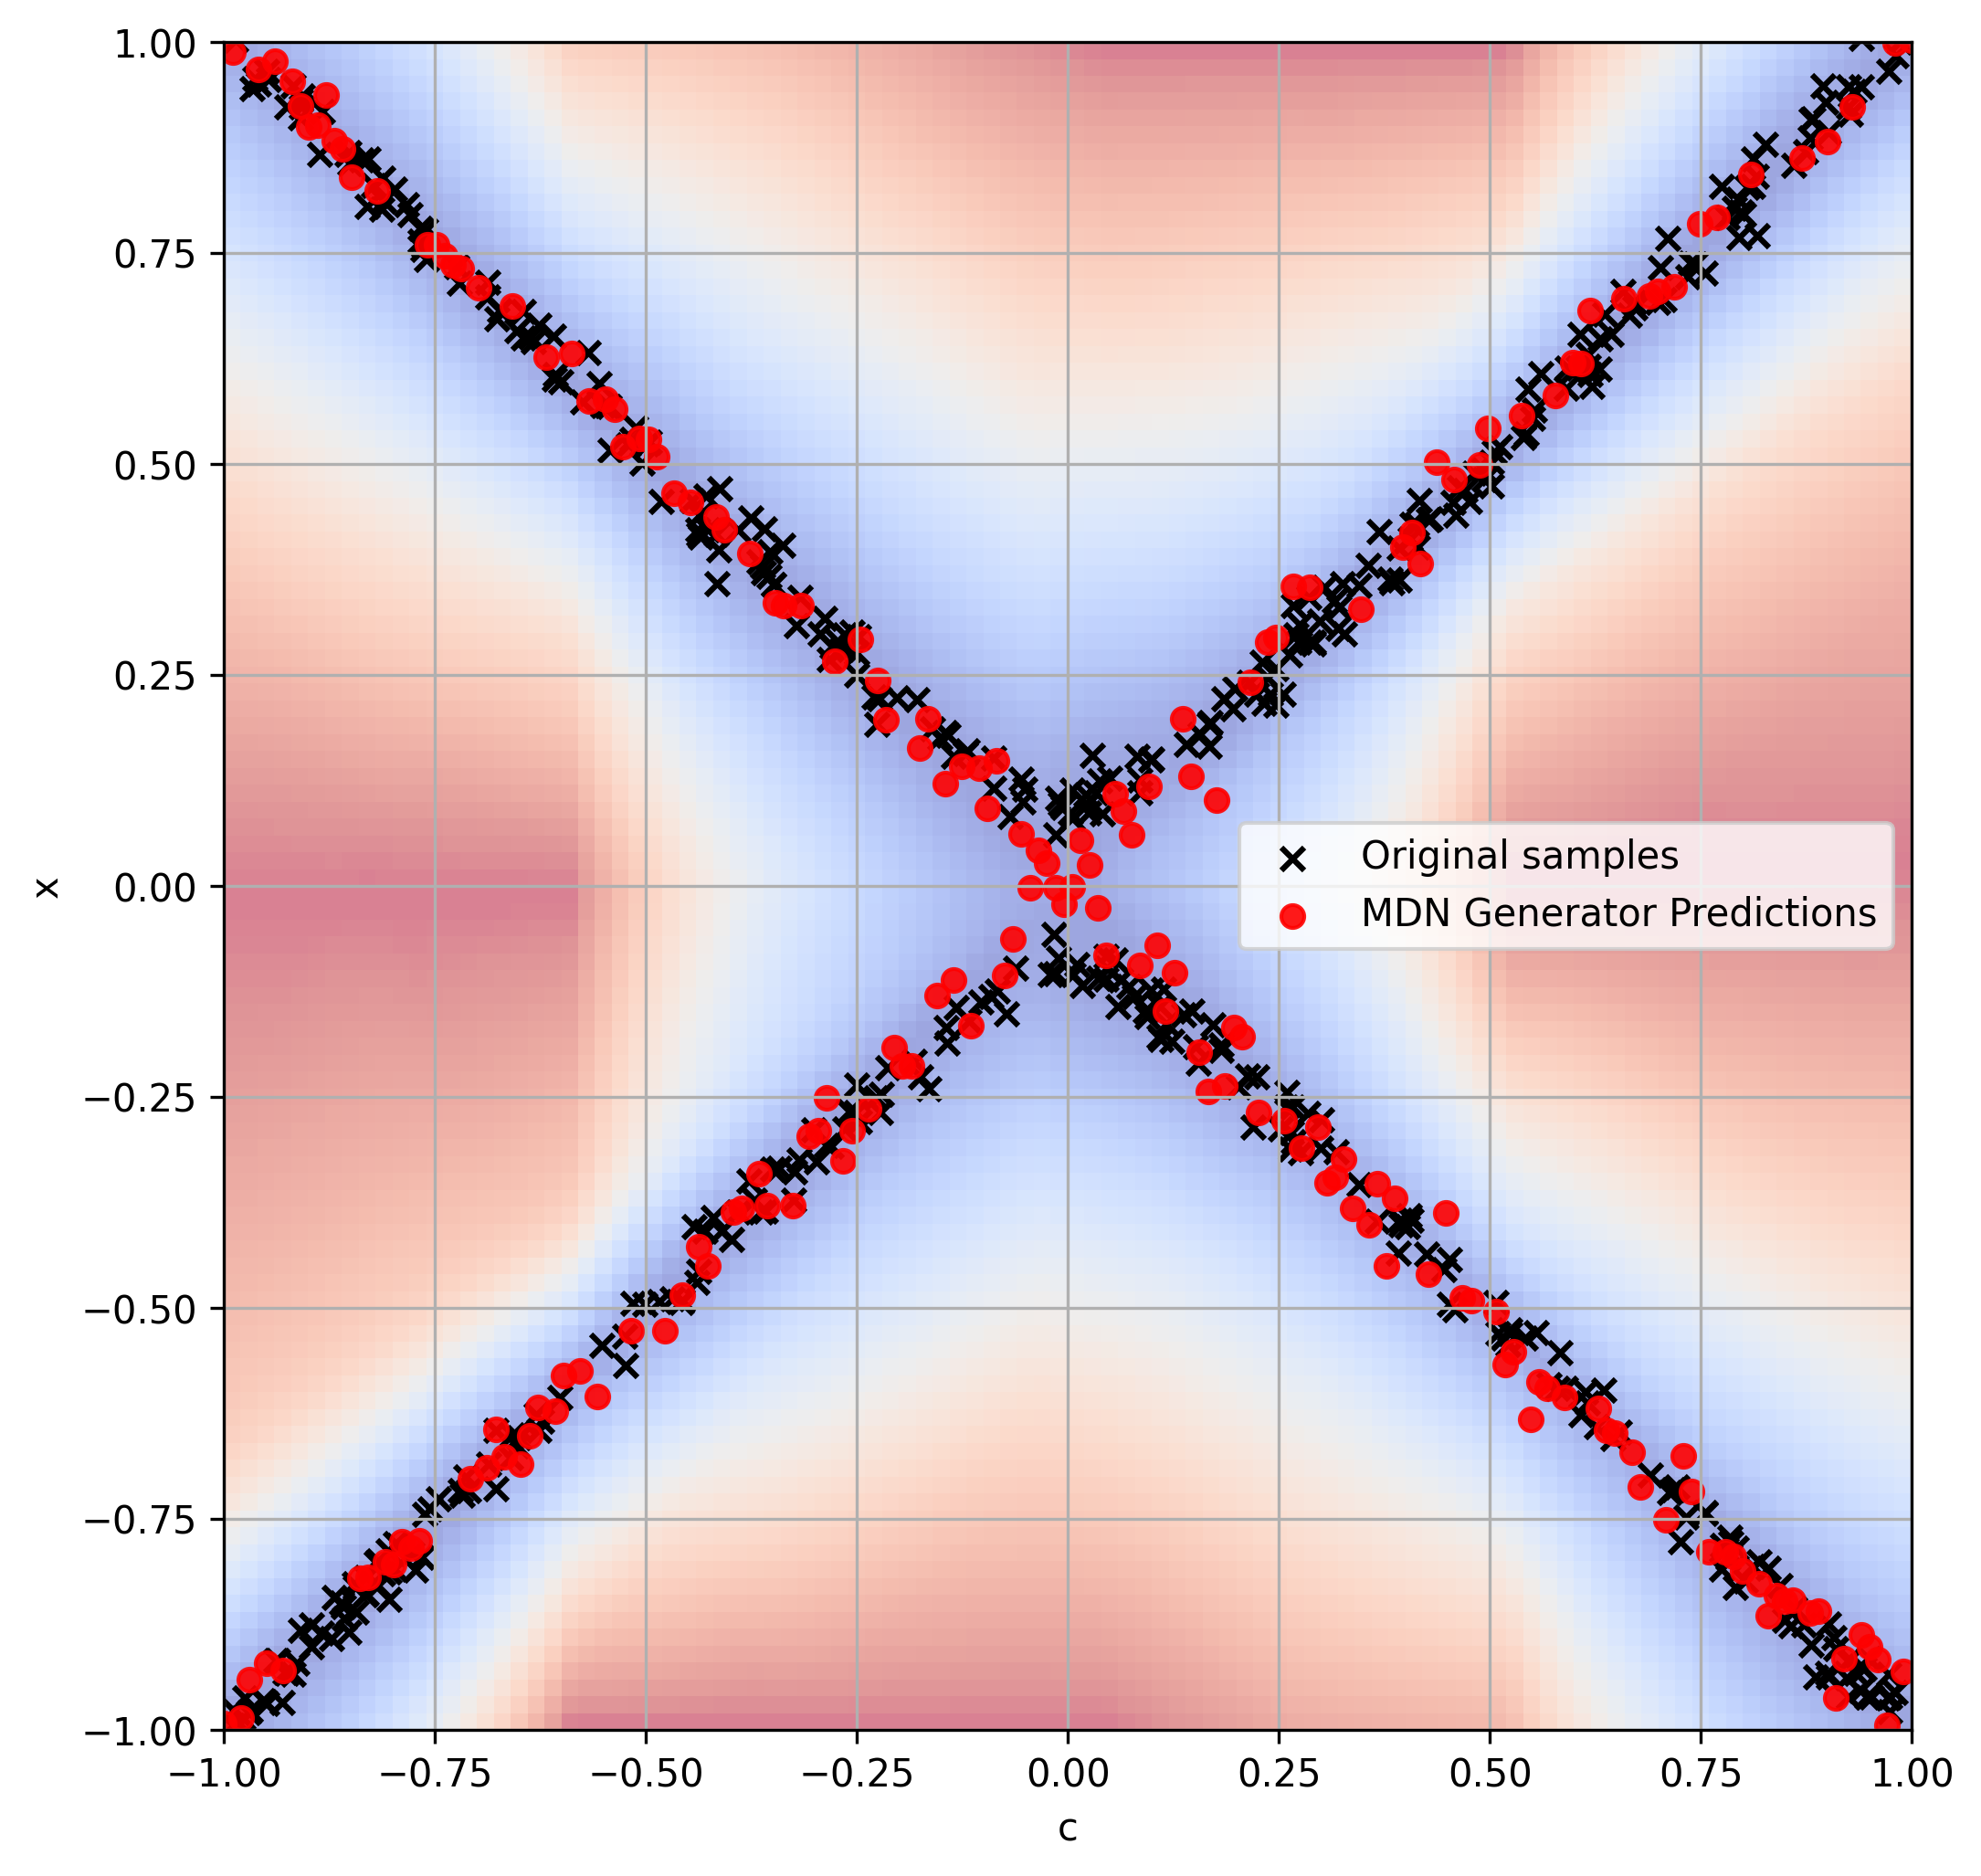 1.00
0.75
0.50
0.25
0.00
−0.25
−0.50
−0.75
−1.00
x
Original samples
MDN Generator Predictions
−1.00 −0.75 −0.50 −0.25 0.00 0.25 0.50 0.75 1.00
c